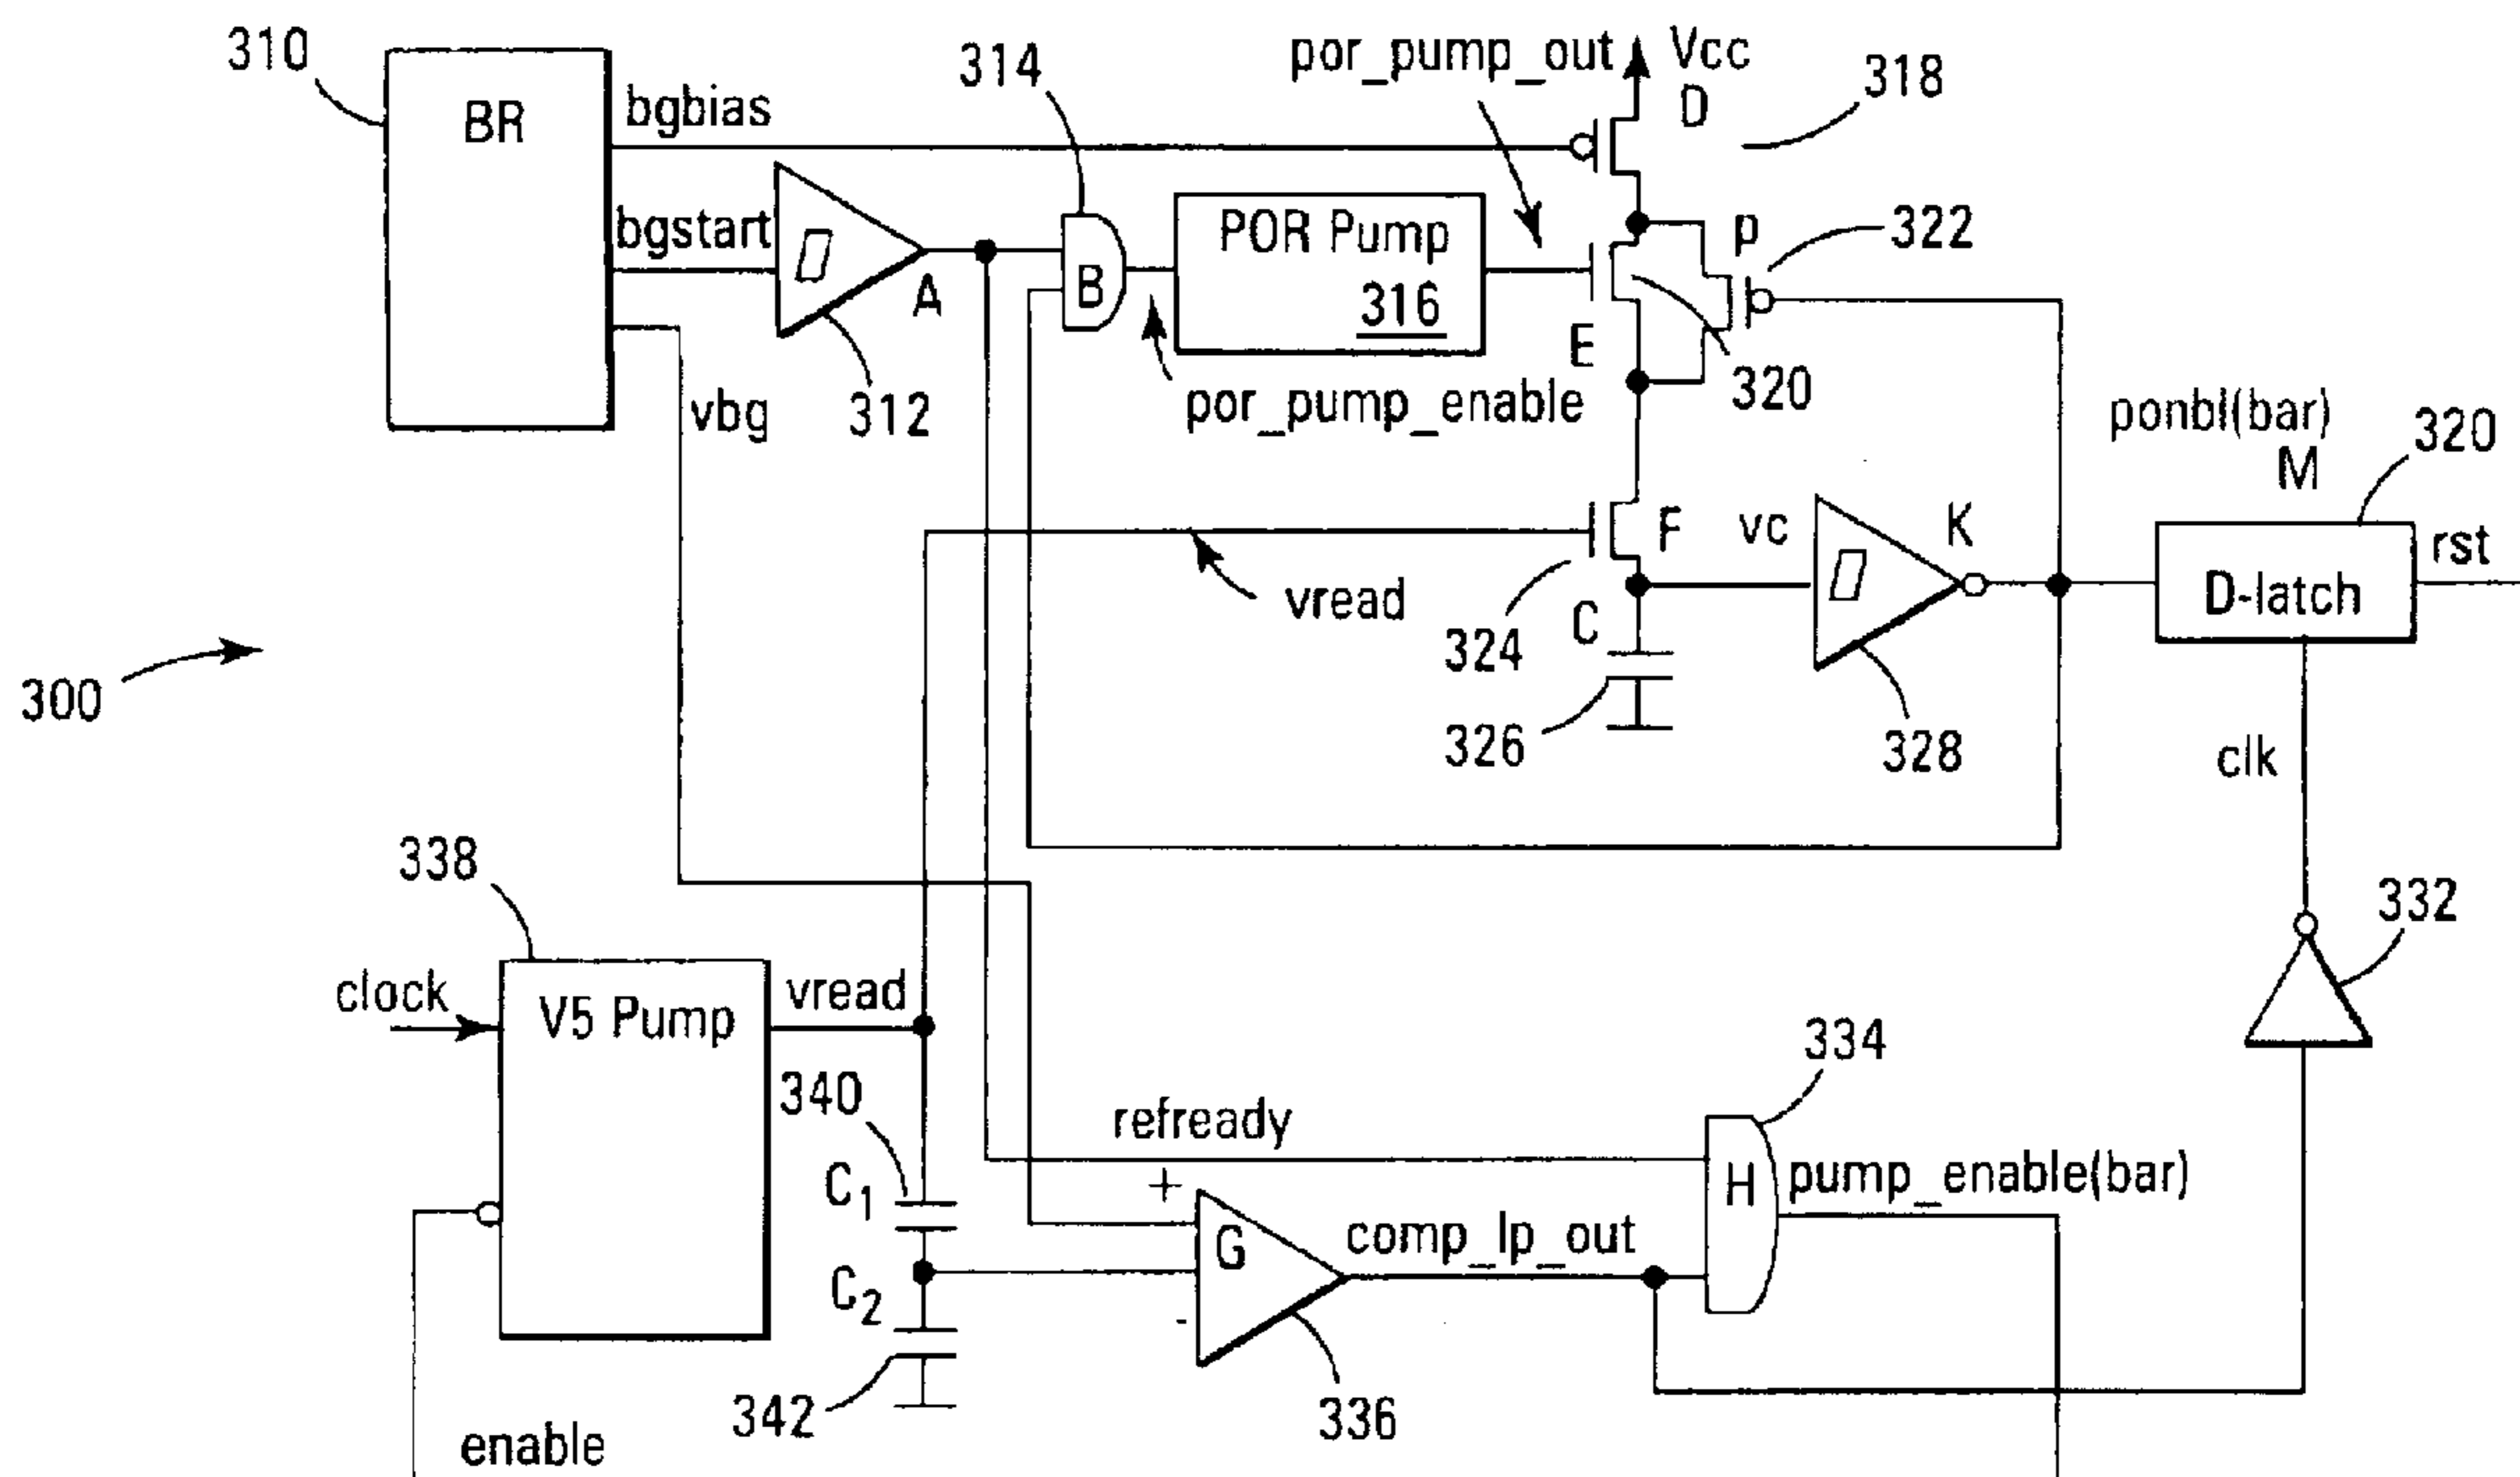 310
BR
bgbias
bgstart
vbg
A
312
314
B
POR Pump
316
por_pump_enable
por_pump_out
Vcc
D
318
P
322
E
320
ponbl(bar)
M
320
D-latch
rst
F
vc
K
vread
324
C
326
328
clk
300
338
clock
V5 Pump
vread
340
C1
C2
342
enable
refready
+
G
-
336
comp_lp_out
H
334
pump_enable(bar)
332